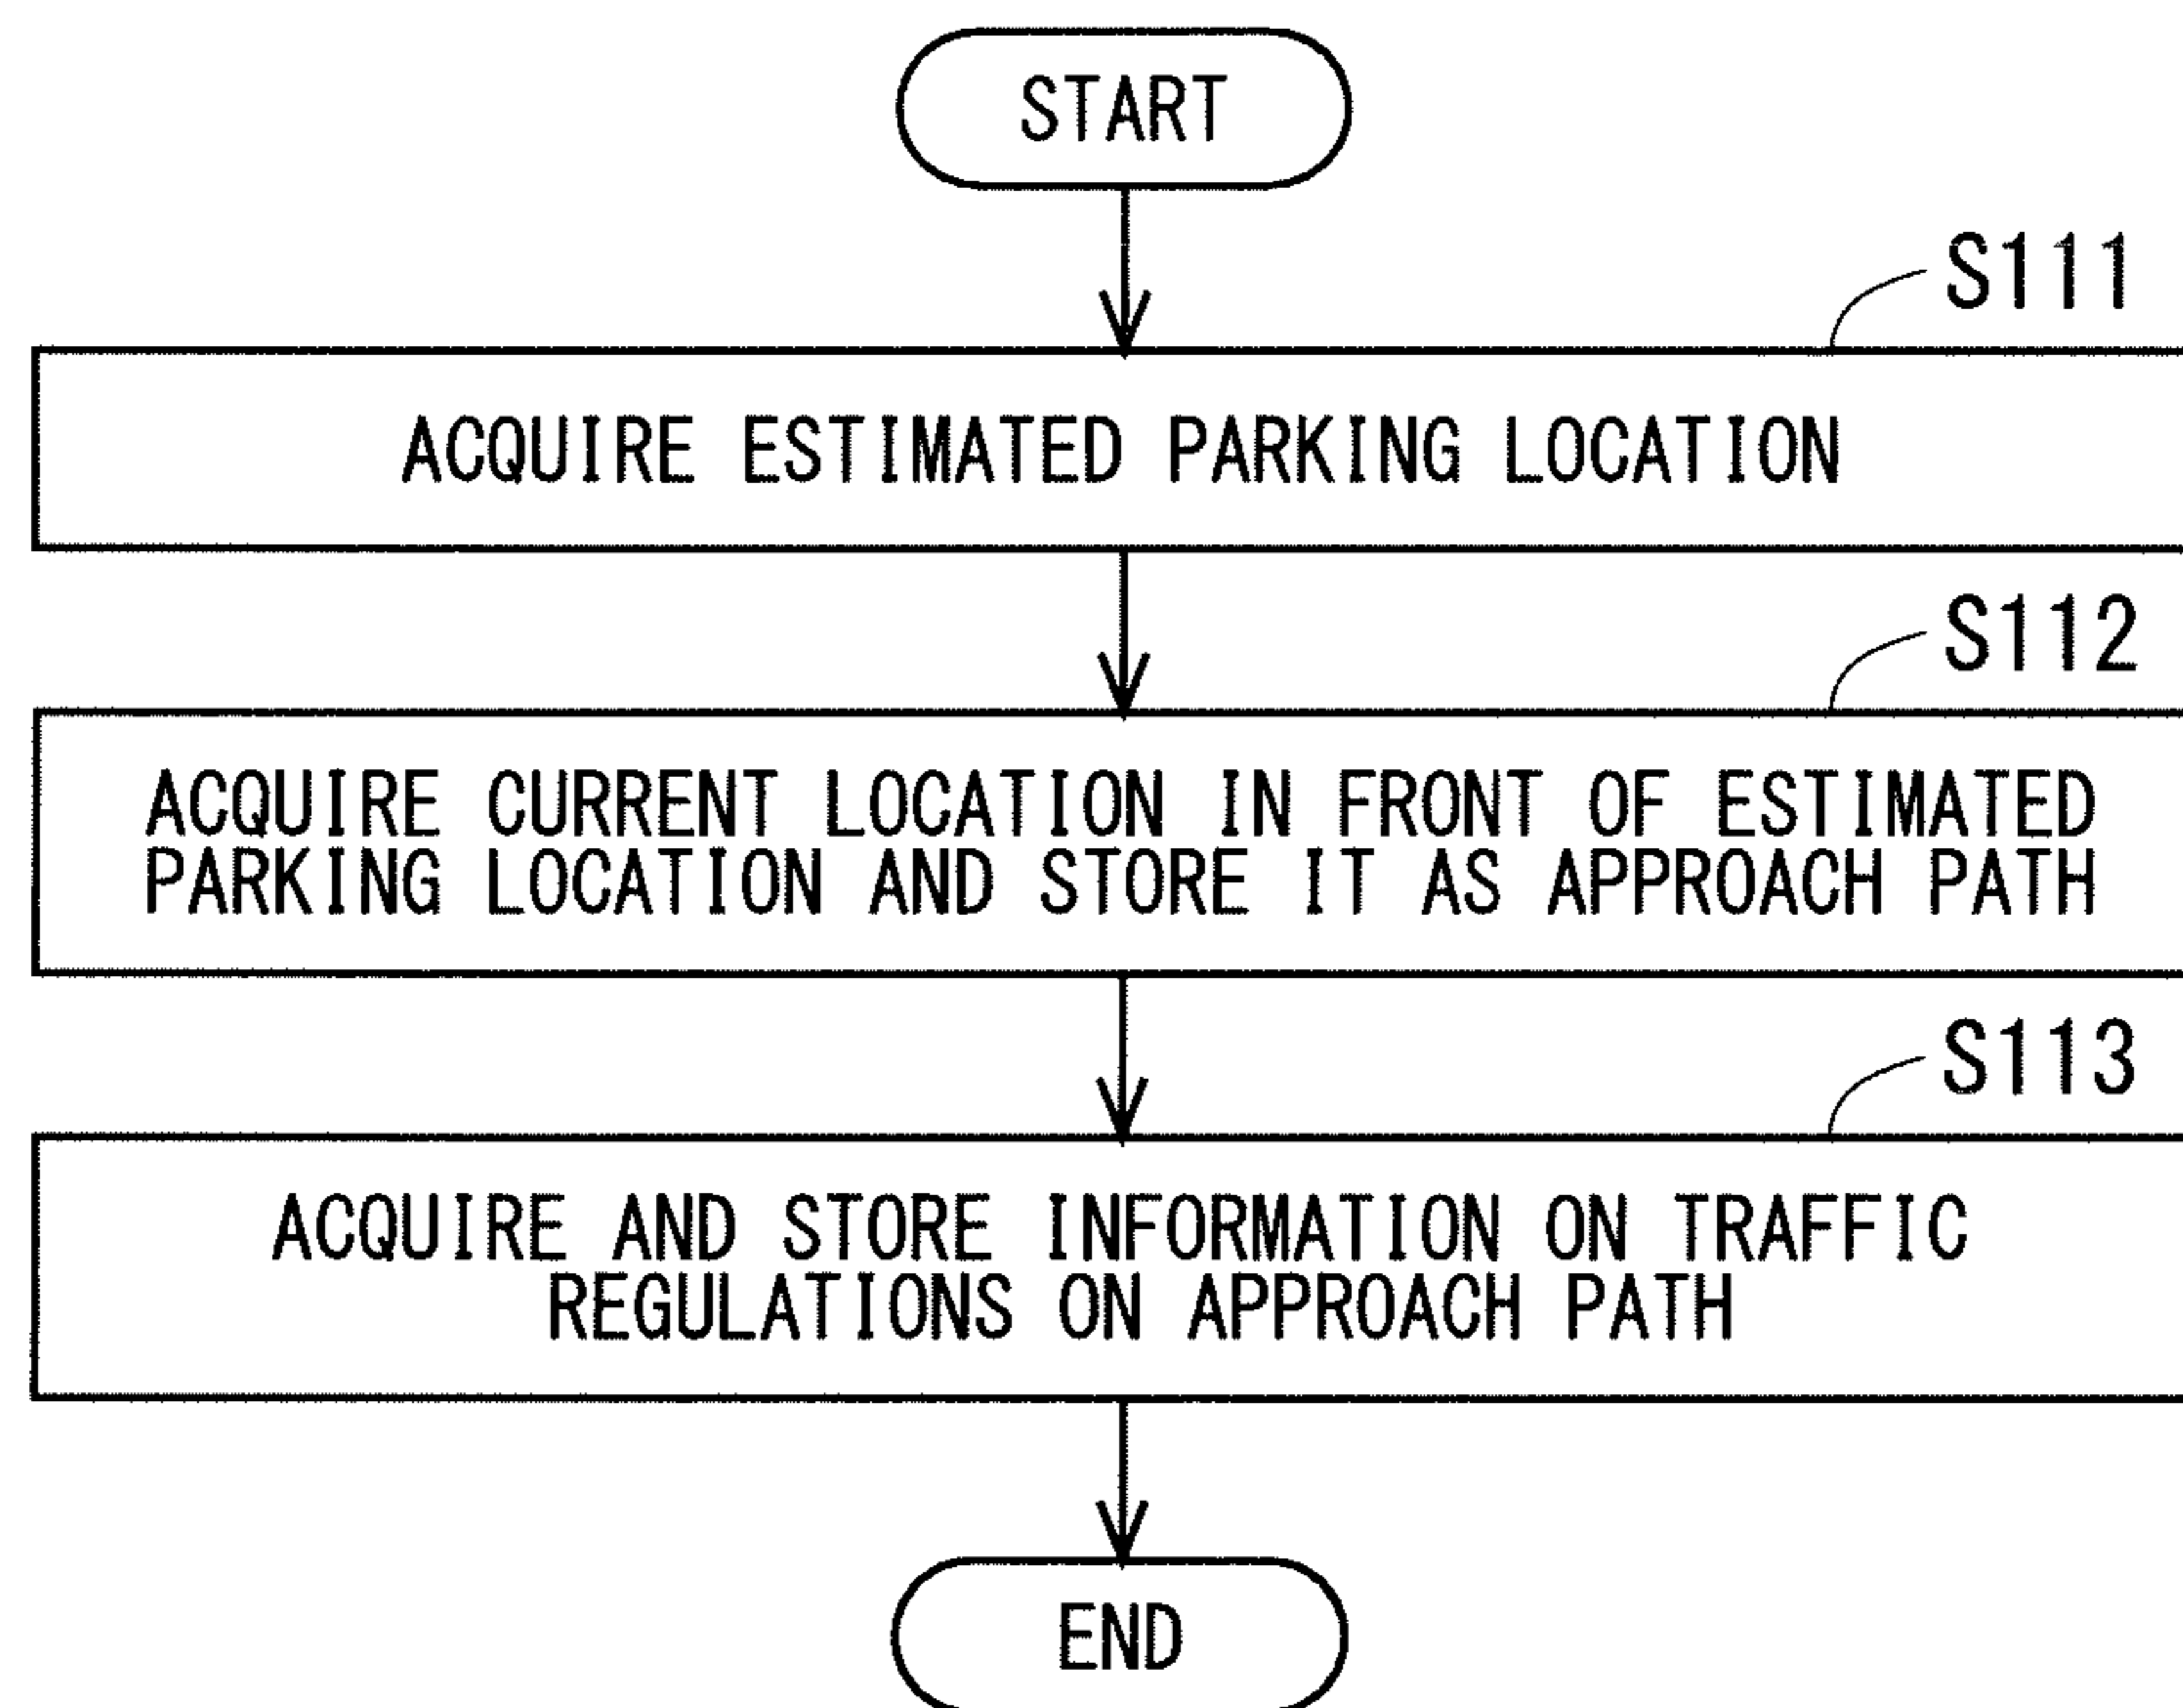 START
S111
ACQUIRE ESTIMATED PARKING LOCATION
S112
ACQUIRE CURRENT LOCATION IN FRONT OF ESTIMATED
PARKING LOCATION AND STORE IT AS APPROACH PATH
S113
ACQUIRE AND STORE INFORMATION ON TRAFFIC
REGULATIONS ON APPROACH PATH
END